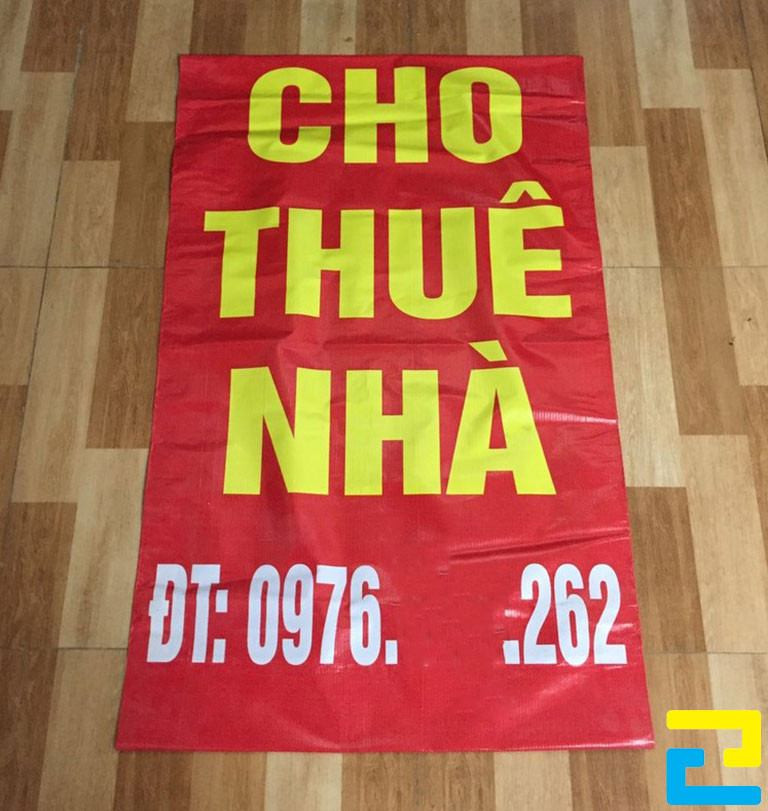 CHO
THUÊ
NHÀ
ĐT: 0976. .262